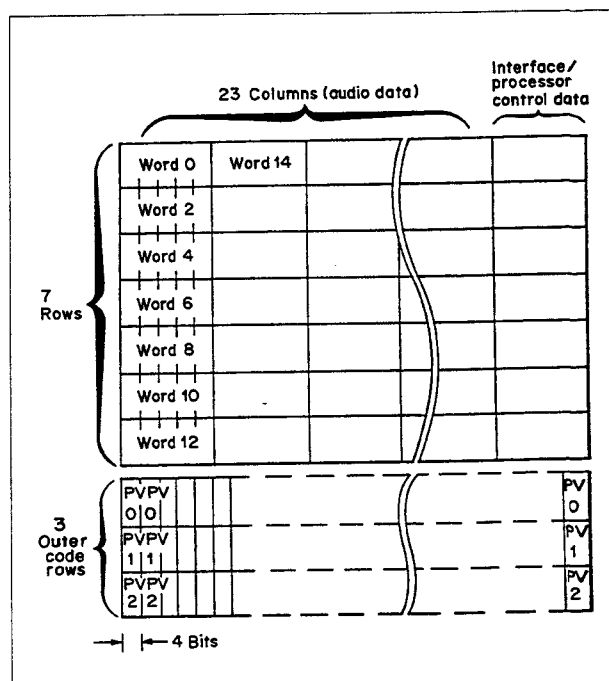 23 Columns (audio data)
Interface/
processor
control data
Word 0 Word 14
Word 2
Word 4
Word 6
Word 8
Word 10
Word 12
7
Rows
PV PV PV
0 0 0
1 1 1
PV PV PV
2 2 2
PV PV PV
3
Outer
code
rows
4 Bits